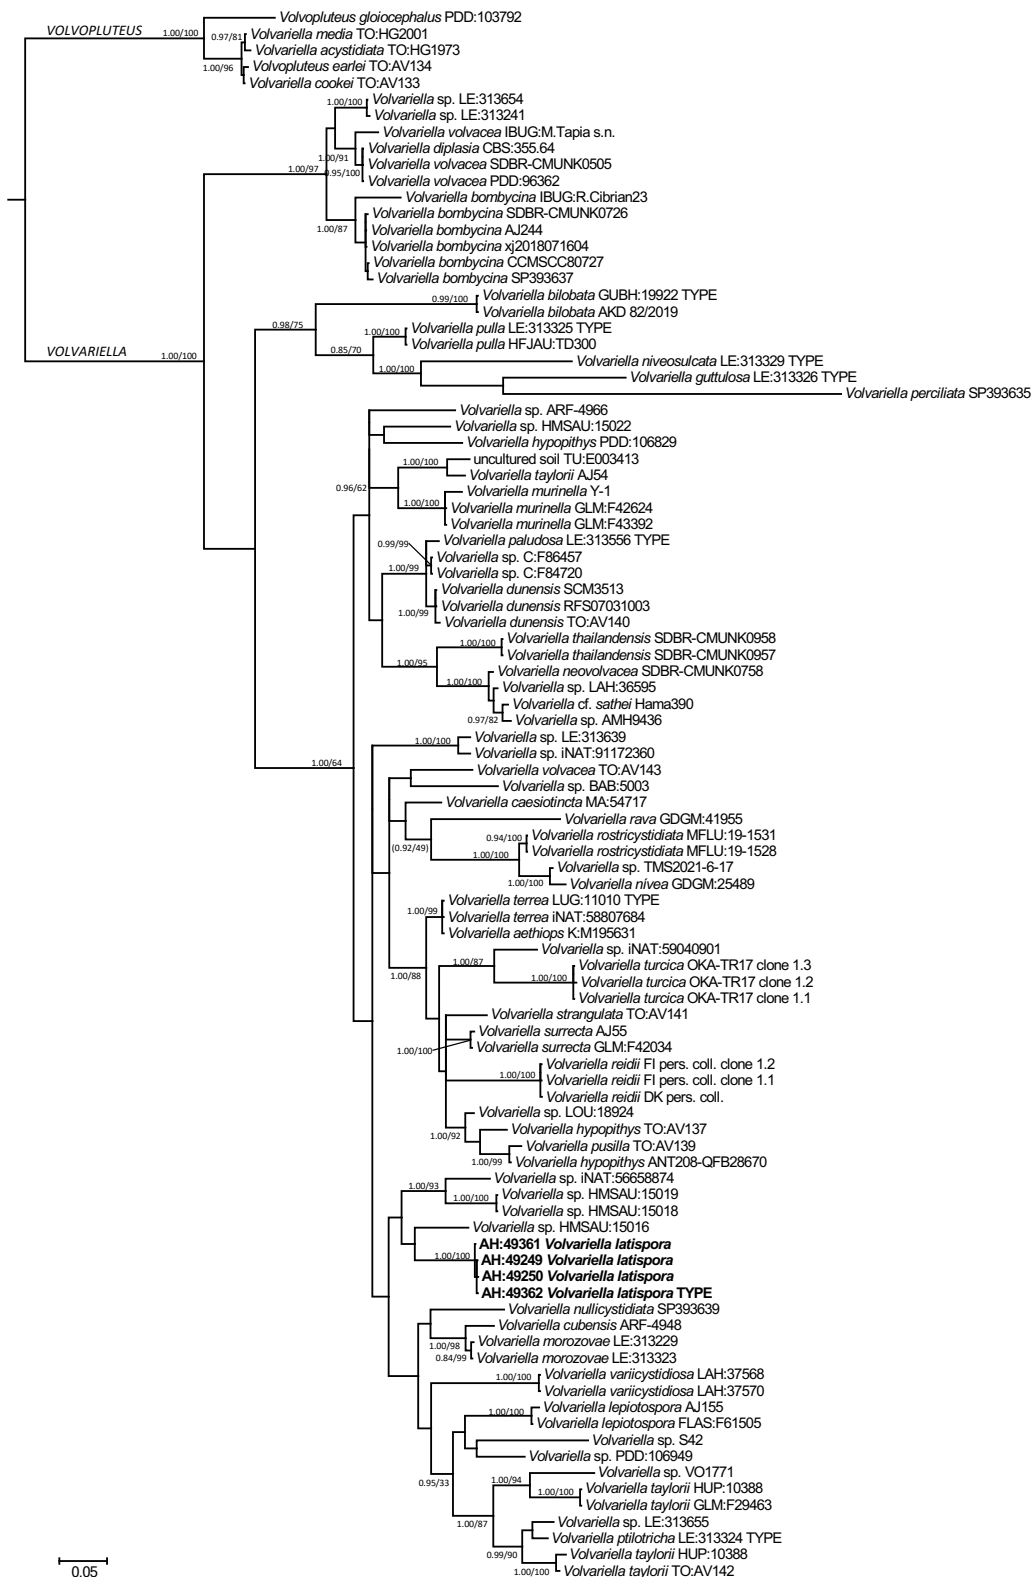 Volvopluteus gloiocephalus PDD:103792
VOLVOPLUTEUS 1.00/100
0.97/81 Volvariella media TO:HG2001
Volvariella acystidiata TO:HG1973
1.00/96 Volvopluteus earlei TO:AV134
Volvariella cookei TO:AV133
1.00/100 Volvariella sp. LE:313654
Volvariella sp. LE:313241
Volvariella volvacea IBUG:M.Tapia s.n.
Volvariella diplasia CBS:355.64
1.00/91
Volvariella volvacea SDBR-CMUNK0505
1.00/97 0.95/100
Volvariella volvacea PDD:96362
Volvariella bombycina IBUG:R.Cibrian23
Volvariella bombycina SDBR-CMUNK0726
1.00/87 Volvariella bombycina AJ244
Volvariella bombycina xj2018071604
Volvariella bombycina CCMSCC80727
Volvariella bombycina SP393637
0.99/100 Volvariella bilobata GUBH:19922 TYPE
Volvariella bilobata AKD 82/2019
0.98/75
1.00/100 Volvariella pulla LE:313325 TYPE
Volvariella pulla HFJAU:TD300
0.85/70
VOLVARIELLA 1.00/100
Volvariella niveosulcata LE:313329 TYPE
1.00/100
Volvariella guttulosa LE:313326 TYPE
Volvariella perciliata SP393635
Volvariella sp. ARF-4966
Volvariella sp. HMSAU:15022
Volvariella hypopithys PDD:106829
uncultured soil TU:E003413
1.00/100
Volvariella taylorii AJ54
0.96/62
Volvariella murinella Y-1
1.00/100 Volvariella murinella GLM:F42624
Volvariella murinella GLM:F43392
Volvariella paludosa LE:313556 TYPE
0.99/99
Volvariella sp. C:F86457
1.00/99 Volvariella sp. C:F84720
Volvariella dunensis SCM3513
Volvariella dunensis RFS07031003
1.00/99
Volvariella dunensis TO:AV140
1.00/100 Volvariella thailandensis SDBR-CMUNK0958
Volvariella thailandensis SDBR-CMUNK0957
1.00/95
Volvariella neovolvacea SDBR-CMUNK0758
1.00/100 Volvariella sp. LAH:36595
Volvariella cf. sathei Hama390
0.97/82 Volvariella sp. AMH9436
1.00/100 Volvariella sp. LE:313639
Volvariella sp. iNAT:91172360
1.00/64
Volvariella volvacea TO:AV143
Volvariella sp. BAB:5003
Volvariella caesiotincta MA:54717
Volvariella rava GDGM:41955
0.94/100 Volvariella rostricystidiata MFLU:19-1531
(0.92/49)
1.00/100 Volvariella rostricystidiata MFLU:19-1528
Volvariella sp. TMS2021-6-17
1.00/100 Volvariella nívea GDGM:25489
Volvariella terrea LUG:11010 TYPE
1.00/99 Volvariella terrea iNAT:58807684
Volvariella aethiops K:M195631
Volvariella sp. iNAT:59040901
1.00/87
Volvariella turcica OKA-TR17 clone 1.3
1.00/88 1.00/100
Volvariella turcica OKA-TR17 clone 1.2
Volvariella turcica OKA-TR17 clone 1.1
Volvariella strangulata TO:AV141
Volvariella surrecta AJ55
1.00/100 Volvariella surrecta GLM:F42034
Volvariella reidii FI pers. coll. clone 1.2
1.00/100 Volvariella reidii FI pers. coll. clone 1.1
Volvariella reidii DK pers. coll.
Volvariella sp. LOU:18924
Volvariella hypopithys TO:AV137
1.00/92
Volvariella pusilla TO:AV139
1.00/99 Volvariella hypopithys ANT208-QFB28670
Volvariella sp. iNAT:56658874
1.00/93
1.00/100 Volvariella sp. HMSAU:15019
Volvariella sp. HMSAU:15018
Volvariella sp. HMSAU:15016
AH:49361 Volvariella latispora
1.00/100 AH:49249 Volvariella latispora
AH:49250 Volvariella latispora
AH:49362 Volvariella latispora TYPE
Volvariella nullicystidiata SP393639
Volvariella cubensis ARF-4948
1.00/98 Volvariella morozovae LE:313229
0.84/99 Volvariella morozovae LE:313323
1.00/100 Volvariella variicystidiosa LAH:37568
Volvariella variicystidiosa LAH:37570
Volvariella lepiotospora AJ155
1.00/100
Volvariella lepiotospora FLAS:F61505
Volvariella sp. S42
Volvariella sp. PDD:106949
0.95/33
Volvariella sp. VO1771
1.00/94
1.00/100 Volvariella taylorii HUP:10388
Volvariella taylorii GLM:F29463
1.00/87
Volvariella sp. LE:313655
Volvariella ptilotricha LE:313324 TYPE
0.99/90
Volvariella taylorii HUP:10388
1.00/100 Volvariella taylorii TO:AV142
0.05